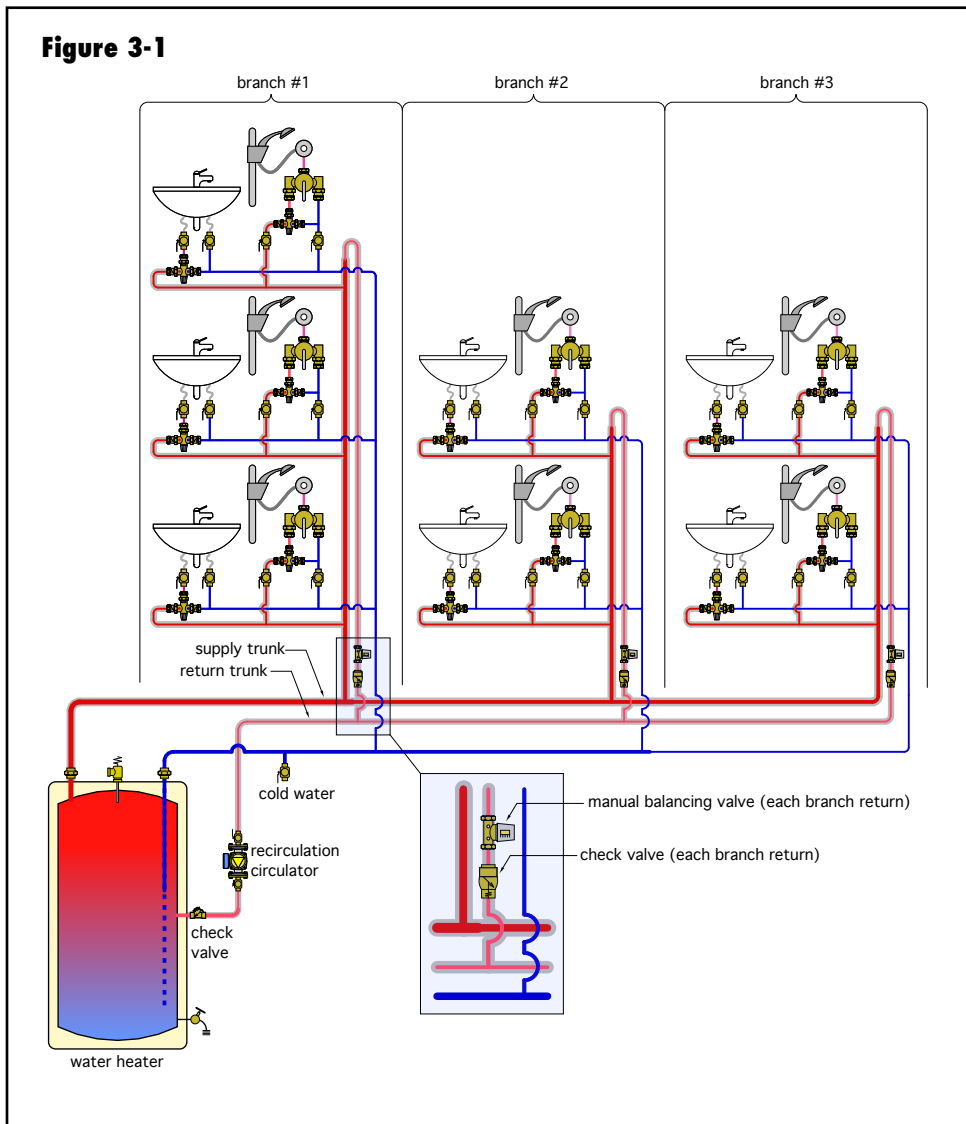 Figure 3-1
branch #1
branch #2
branch #3
supply trunk
return trunk
cold water
manual balancing valve (each branch return)
check valve (each branch return)
recirculation
circulator
check
valve
water heater